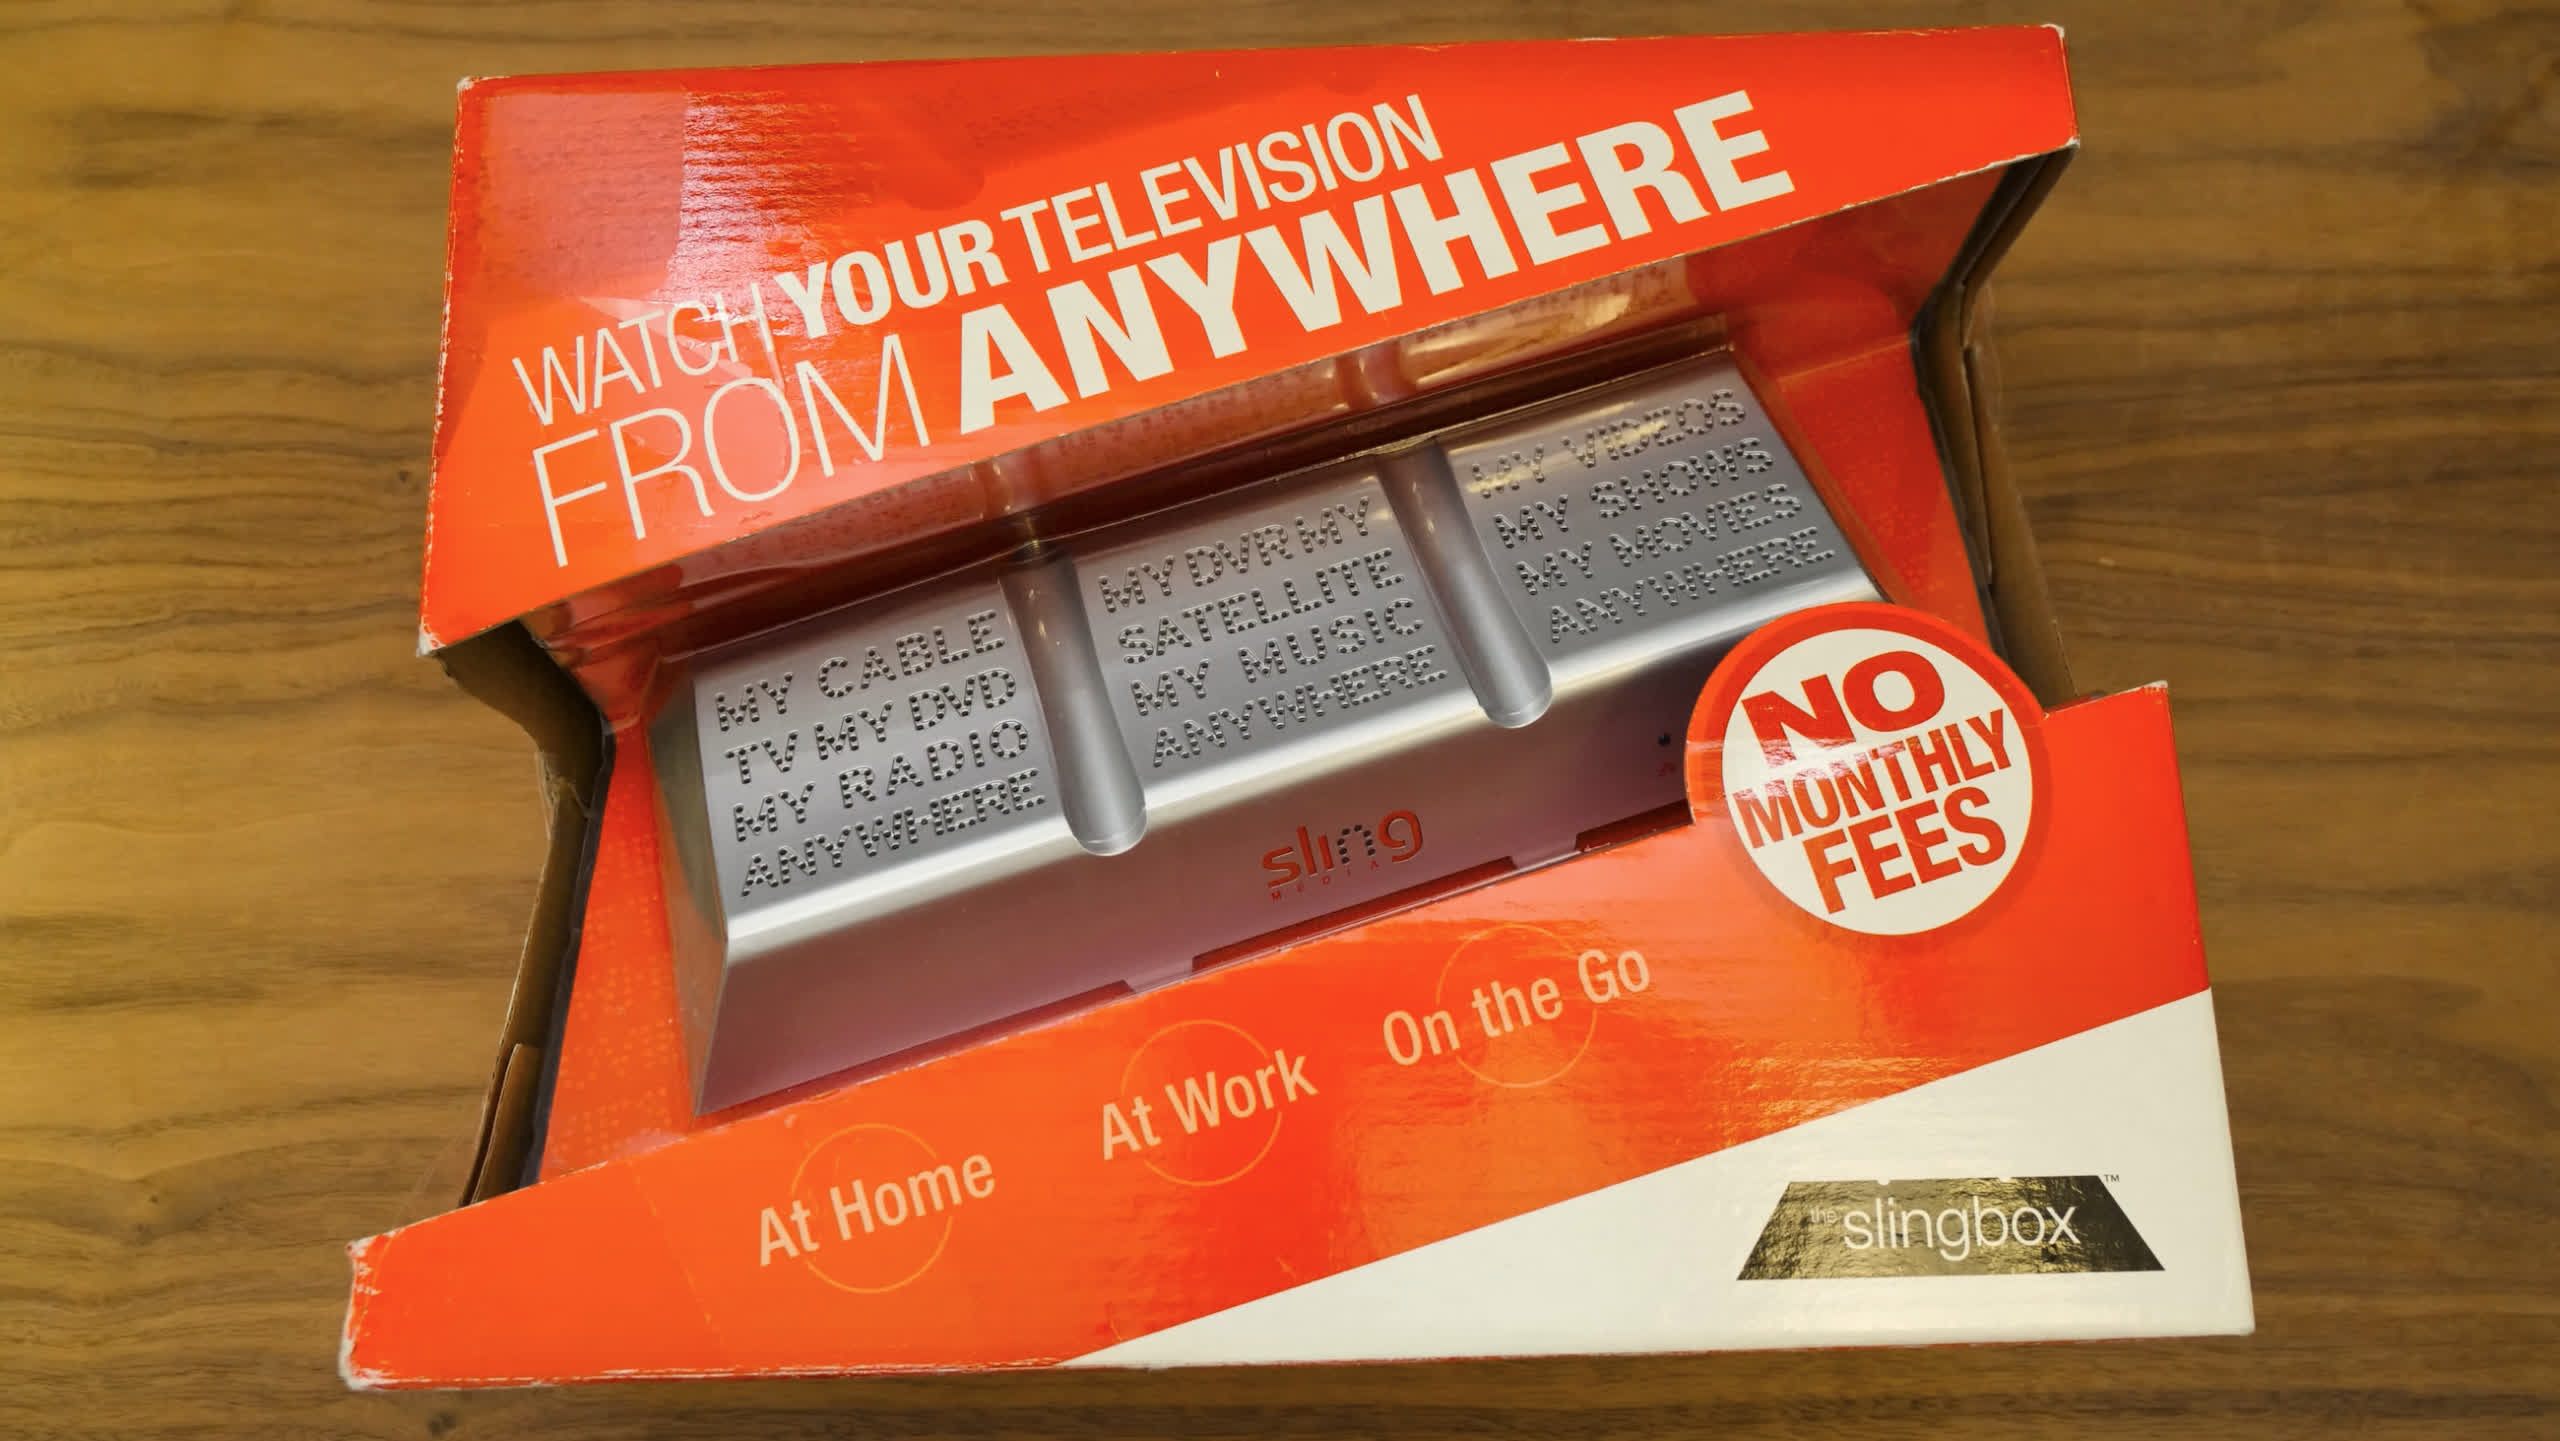 WATCH YOUR TELEVISION
FROM ANYWHERE
MY CABLE
TV MY DVD
MY RADIO
ANYWHERE
MY DVR MY
SATELLITE
MY MUSIC
ANYWHERE
MY VIDEOS
MY SHOWS
MY MOVIES
ANYWHERE
sling
MEDIA
NO
MONTHLY
FEES
At Home
At Work
On the Go
the slingbox™